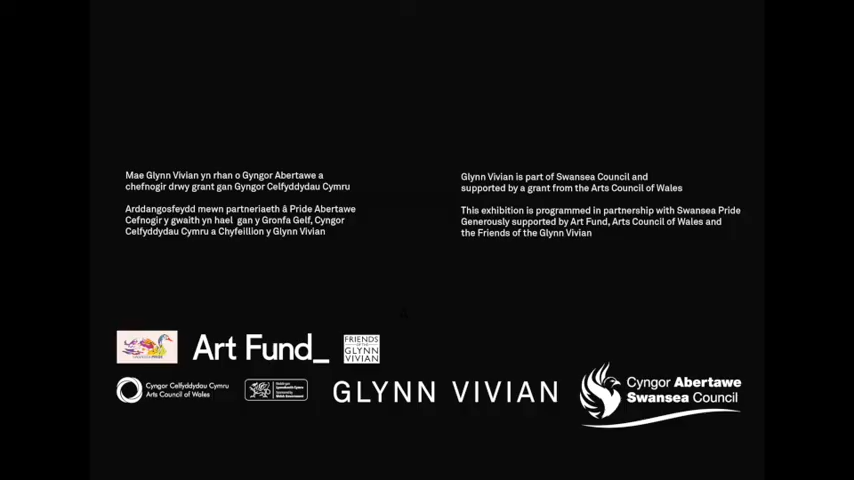 Mae Glynn Vivian yn rhan o Gyngor Abertawe a
chefnogir drwy grant gan Gyngor Celfyddydau Cymru
Arddangosfeydd mewn partneriaeth â Pride Abertawe
Cefnogir y gwaith yn hael gan y Gronfa Gelf, Cyngor
Celfyddydau Cymru a Chyfeillion y Glynn Vivian
Glynn Vivian is part of Swansea Council and
supported by a grant from the Arts Council of Wales
This exhibition is programmed in partnership with Swansea Pride
Generously supported by Art Fund, Arts Council of Wales and
the Friends of the Glynn Vivian
Art Fund_
FRIENDS
OF THE
GLYNN
VIVIAN
Cyngor Celfyddydau Cymru
Arts Council of Wales
GLYNN VIVIAN
Cyngor Abertawe
Swansea Council